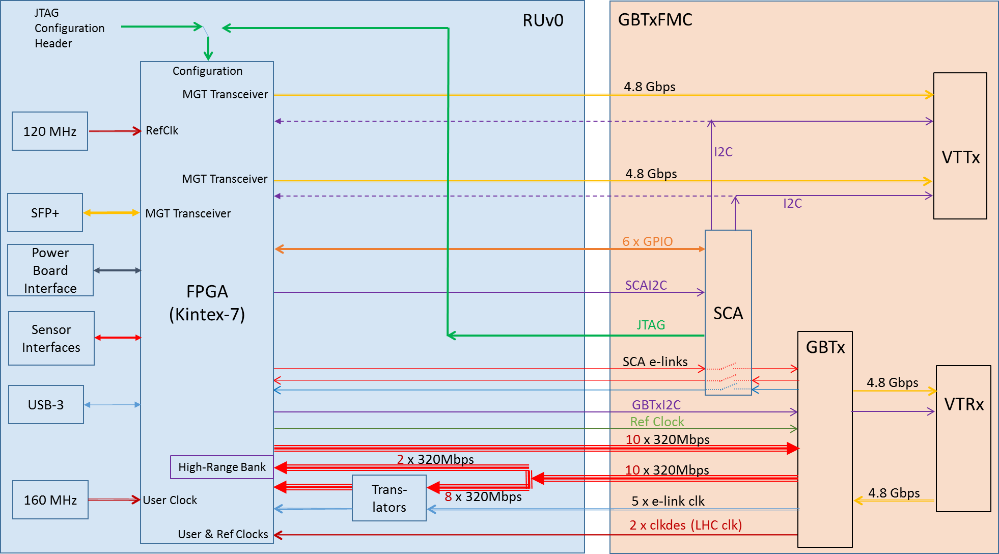 JTAG
Configuration
Header
RUv0
GBTxFMC
Configuration
MGT Transceiver
4.8 Gbps
120 MHz
RefClk
I2C
VTTx
MGT Transceiver
4.8 Gbps
I2C
SFP+
MGT Transceiver
6 x GPIO
Power
Board
Interface
FPGA
(Kintex-7)
SCAI2C
SCA
Sensor
Interfaces
JTAG
GBTx
SCA e-links
4.8 Gbps
USB-3
GBTxI2C
VTRx
Ref Clock
10 x 320Mbps
High-Range Bank
2 x 320Mbps
10 x 320Mbps
160 MHz
User Clock
Trans-
lators
8 x 320Mbps
4.8 Gbps
5 x e-link clk
2 x clkdes (LHC clk)
User & Ref Clocks